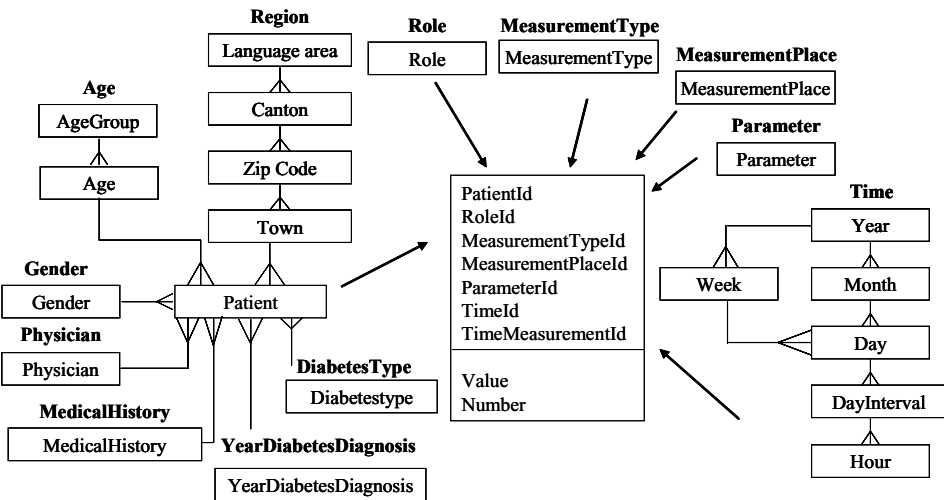 Region
Language area
Canton
Zip Code
Town
Age
AgeGroup
Age
Gender
Gender
Physician
Physician
MedicalHistory
MedicalHistory
Patient
YearDiabetesDiagnosis
YearDiabetesDiagnosis
DiabetesType
Diabetestype
Role
Role
MeasurementType
MeasurementType
MeasurementPlace
MeasurementPlace
Parameter
Parameter
PatientId
RoleId
MeasurementTypeId
MeasurementPlaceId
ParameterId
TimeId
TimeMeasurementId
Value
Number
Time
Year
Week
Month
Day
DayInterval
Hour